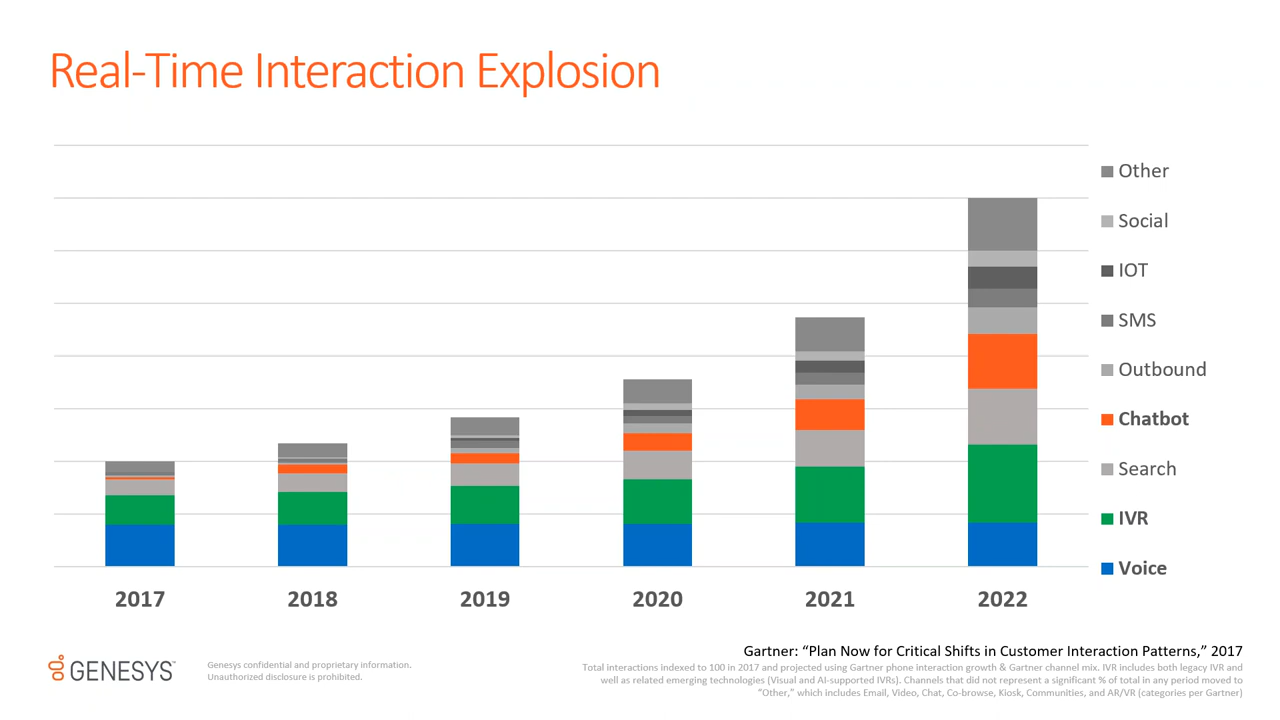 Real-Time Interaction Explosion
Other
Social
IOT
SMS
Outbound
Chatbot
Search
IVR
Voice
2017 2018 2019 2020 2021 2022
GENESYS™
Genesys confidential and proprietary information.
Unauthorized disclosure is prohibited.
Gartner: “Plan Now for Critical Shifts in Customer Interaction Patterns,” 2017
Total interactions indexed to 100 in 2017 and projected using Gartner phone interaction growth & Gartner channel mix. IVR includes both legacy IVR and
well as related emerging technologies (Visual and AI-supported IVRs). Channels that did not represent a significant % of total in any period moved to
“Other,” which includes Email, Video, Chat, Co-browse, Kiosk, Communities, and AR/VR (categories per Gartner)